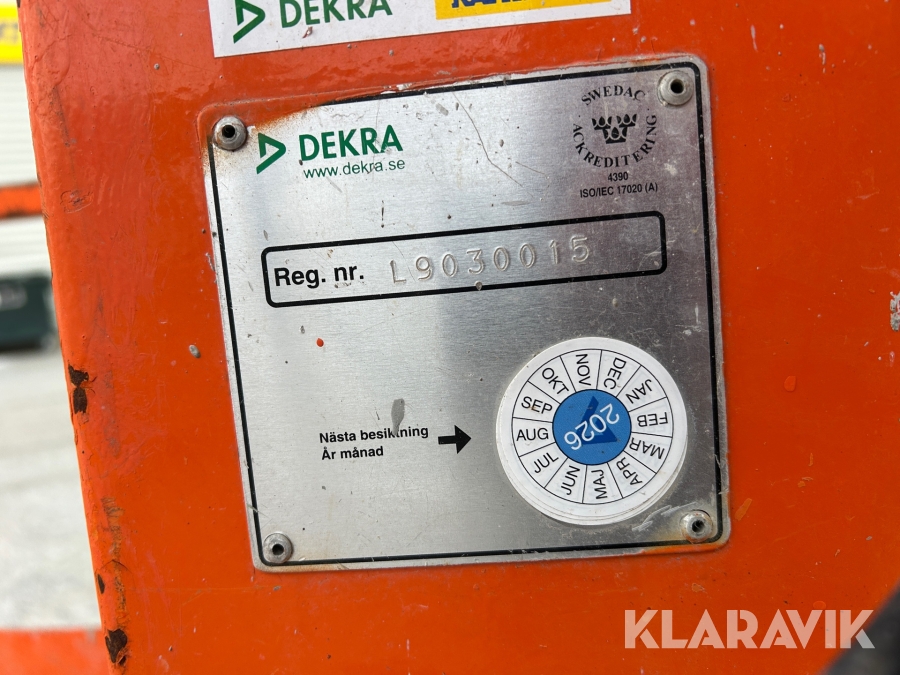 DEKRA
DEKRA
www.dekra.se
SWEDAC
ACKREDITERING
4390
ISO/IEC 17020 (A)
Reg. nr. L9030015
Nästa besiktning
År månad
JAN
FEB
MAR
APR
MAJ
JUN
JUL
AUG
SEP
OKT
NOV
DEC
2026
KLARAVIK